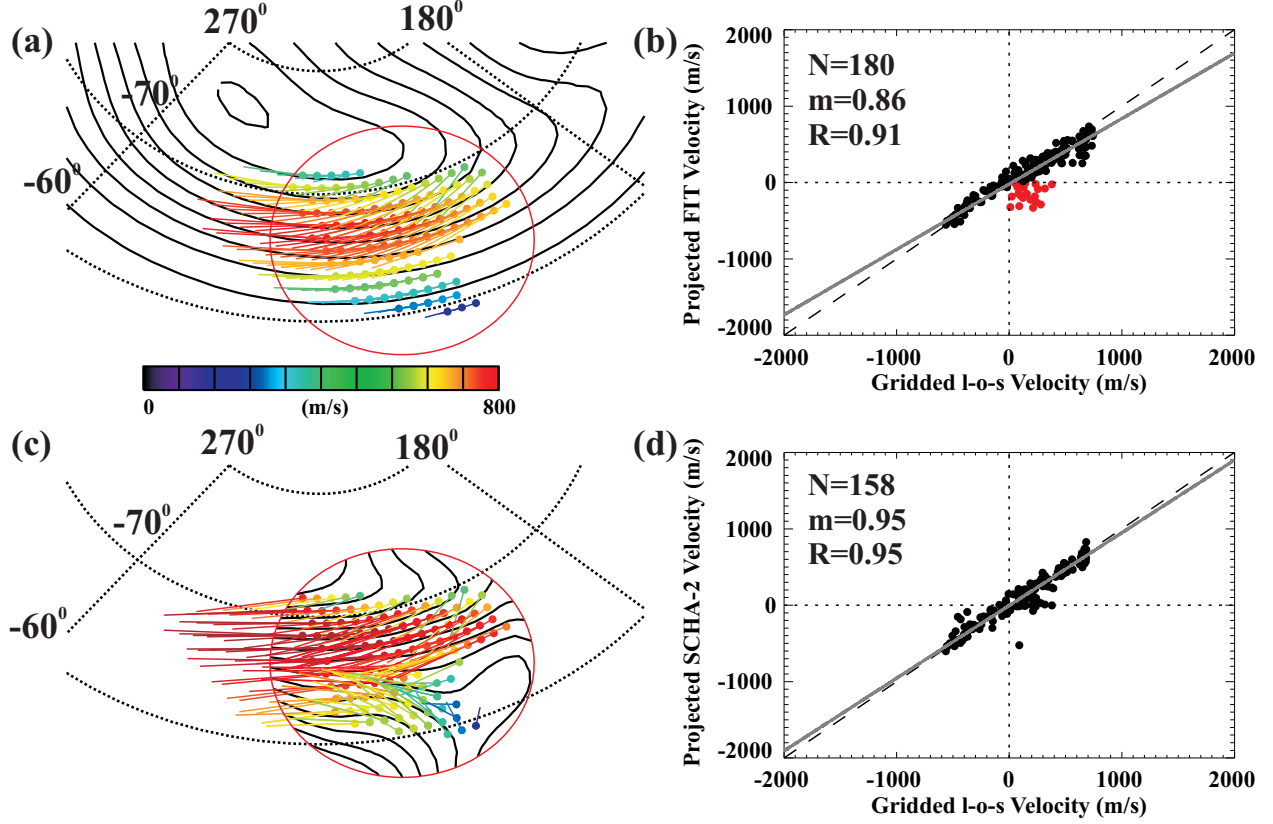 (a)
270⁰
180⁰
-70⁰
-60⁰
0
(m/s)
800
(b)
N=180
m=0.86
R=0.91
Projected FIT Velocity (m/s)
2000
1000
0
-1000
-2000
-2000
-1000
0
1000
2000
Gridded l-o-s Velocity (m/s)
(c)
270⁰
180⁰
-70⁰
-60⁰
(d)
N=158
m=0.95
R=0.95
Projected SCHA-2 Velocity (m/s)
2000
1000
0
-1000
-2000
-2000
-1000
0
1000
2000
Gridded l-o-s Velocity (m/s)